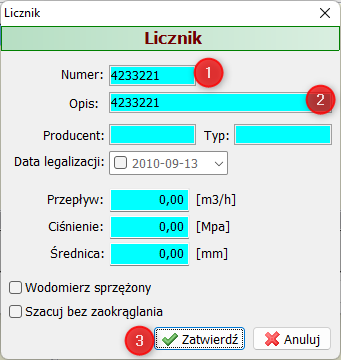 Licznik
Licznik
Numer: 4233221 1
Opis: 4233221 2
Producent: Typ:
Data legalizacji: 2010-09-13
Przepływ: 0,00 [m3/h]
Ciśnienie: 0,00 [Mpa]
Średnica: 0,00 [mm]
Wodomierz sprzężony
Szacuj bez zaokrąglania
3 Zatwierdź Anuluj